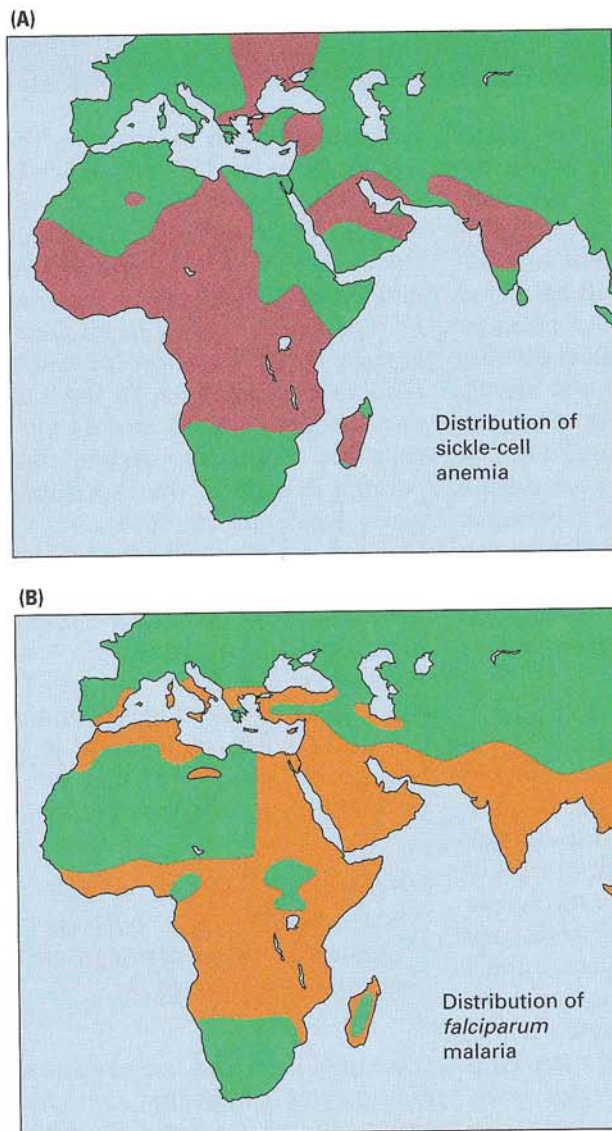 (A)
Distribution of
sickle-cell
anemia
(B)
Distribution of
falciparum
malaria